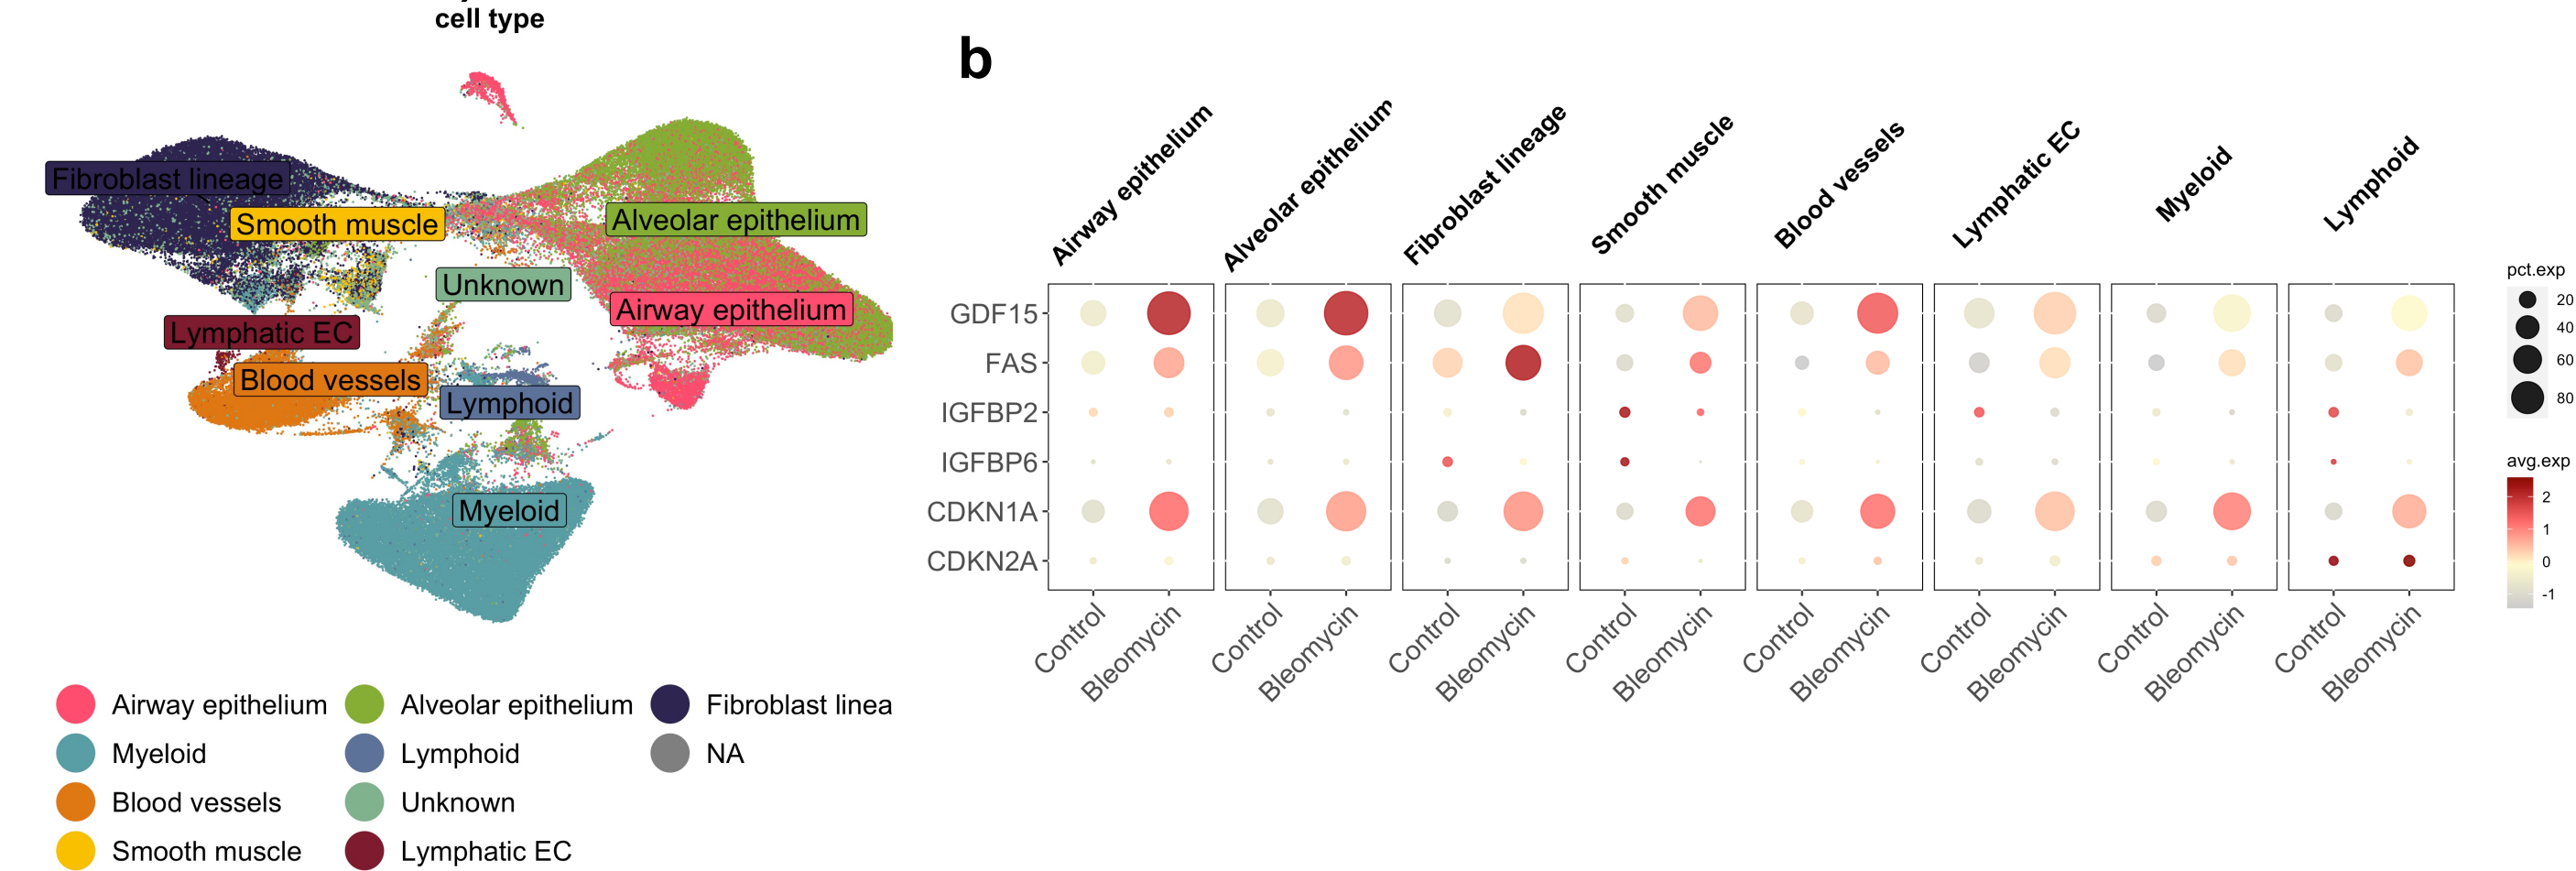 cell type
Fibroblast lineage
Smooth muscle
Alveolar epithelium
Unknown
Airway epithelium
Lymphatic EC
Blood vessels
Lymphoid
Myeloid
Airway epithelium
Alveolar epithelium
Fibroblast linea
Myeloid
Lymphoid
NA
Blood vessels
Unknown
Smooth muscle
Lymphatic EC
b
Airway epithelium
Alveolar epithelium
Fibroblast lineage
Smooth muscle
Blood vessels
Lymphatic EC
Myeloid
Lymphoid
GDF15
FAS
IGFBP2
IGFBP6
CDKN1A
CDKN2A
Control
Bleomycin
Control
Bleomycin
Control
Bleomycin
Control
Bleomycin
Control
Bleomycin
Control
Bleomycin
Control
Bleomycin
Control
Bleomycin
pct.exp
20
40
60
80
avg.exp
2
1
0
-1